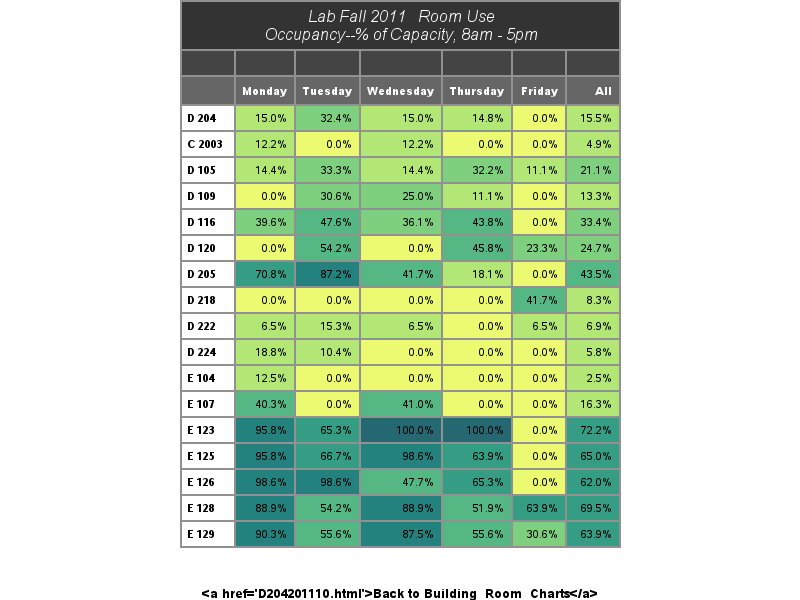 Lab Fall 2011 Room Use
Occupancy--% of Capacity, 8am - 5pm
Monday Tuesday Wednesday Thursday Friday All
D 204 15.0% 32.4% 15.0% 14.8% 0.0% 15.5%
C 2003 12.2% 0.0% 12.2% 0.0% 0.0% 4.9%
D 105 14.4% 33.3% 14.4% 32.2% 11.1% 21.1%
D 109 0.0% 30.6% 25.0% 11.1% 0.0% 13.3%
D 116 39.6% 47.6% 36.1% 43.8% 0.0% 33.4%
D 120 0.0% 54.2% 0.0% 45.8% 23.3% 24.7%
D 205 70.8% 87.2% 41.7% 18.1% 0.0% 43.5%
D 218 0.0% 0.0% 0.0% 0.0% 41.7% 8.3%
D 222 6.5% 15.3% 6.5% 0.0% 6.5% 6.9%
D 224 18.8% 10.4% 0.0% 0.0% 0.0% 5.8%
E 104 12.5% 0.0% 0.0% 0.0% 0.0% 2.5%
E 107 40.3% 0.0% 41.0% 0.0% 0.0% 16.3%
E 123 95.8% 65.3% 100.0% 100.0% 0.0% 72.2%
E 125 95.8% 66.7% 98.6% 63.9% 0.0% 65.0%
E 126 98.6% 98.6% 47.7% 65.3% 0.0% 62.0%
E 128 88.9% 54.2% 88.9% 51.9% 63.9% 69.5%
E 129 90.3% 55.6% 87.5% 55.6% 30.6% 63.9%
<a href='D204201110.html'>Back to Building_Room_Charts</a>